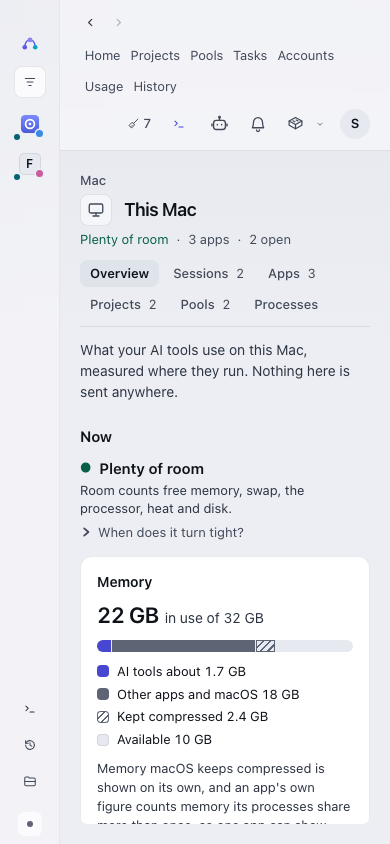 Home Projects Pools Tasks Accounts
Usage History
7
S
F
Mac
This Mac
Plenty of room · 3 apps · 2 open
Overview Sessions 2 Apps 3
Projects 2 Pools 2 Processes
What your AI tools use on this Mac,
measured where they run. Nothing here is
sent anywhere.
Now
Plenty of room
Room counts free memory, swap, the
processor, heat and disk.
When does it turn tight?
Memory
22 GB in use of 32 GB
AI tools about 1.7 GB
Other apps and macOS 18 GB
Kept compressed 2.4 GB
Available 10 GB
Memory macOS keeps compressed is
shown on its own, and an app's own
figure counts memory its processes share